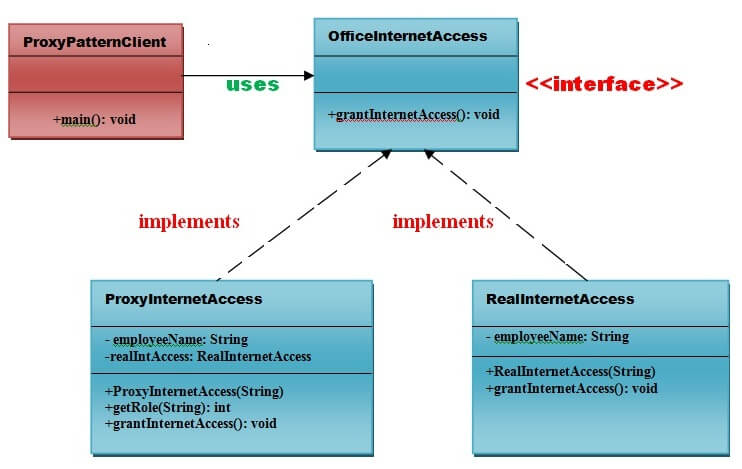 ProxyPatternClient
+main(): void
uses
OfficeInternetAccess
+grantInternetAccess(): void
<<interface>>
implements
implements
ProxyInternetAccess
- employeeName: String
-realIntAccess: RealInternetAccess
+ProxyInternetAccess(String)
+getRole(String): int
+grantInternetAccess(): void
RealInternetAccess
- employeeName: String
+RealInternetAccess(String)
+grantInternetAccess(): void